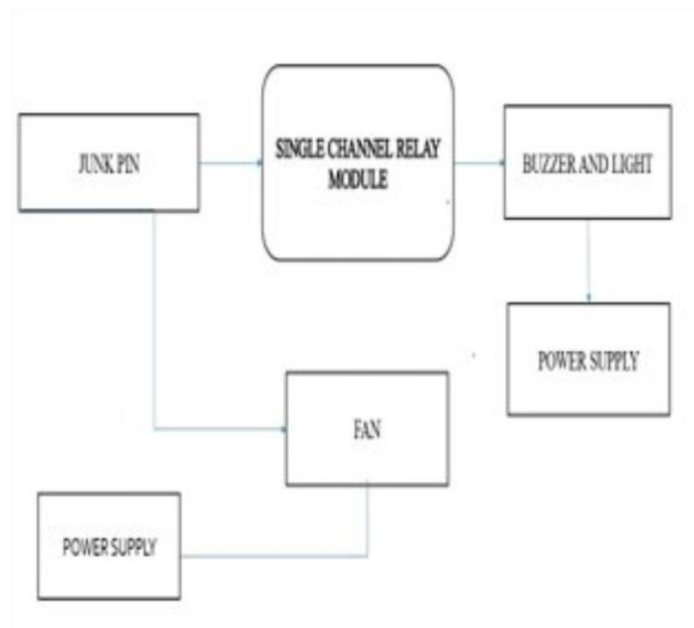 JUNK PIN
SINGLE CHANNEL RELAY
MODULE
BUZZER AND LIGHT
POWER SUPPLY
FAN
POWER SUPPLY